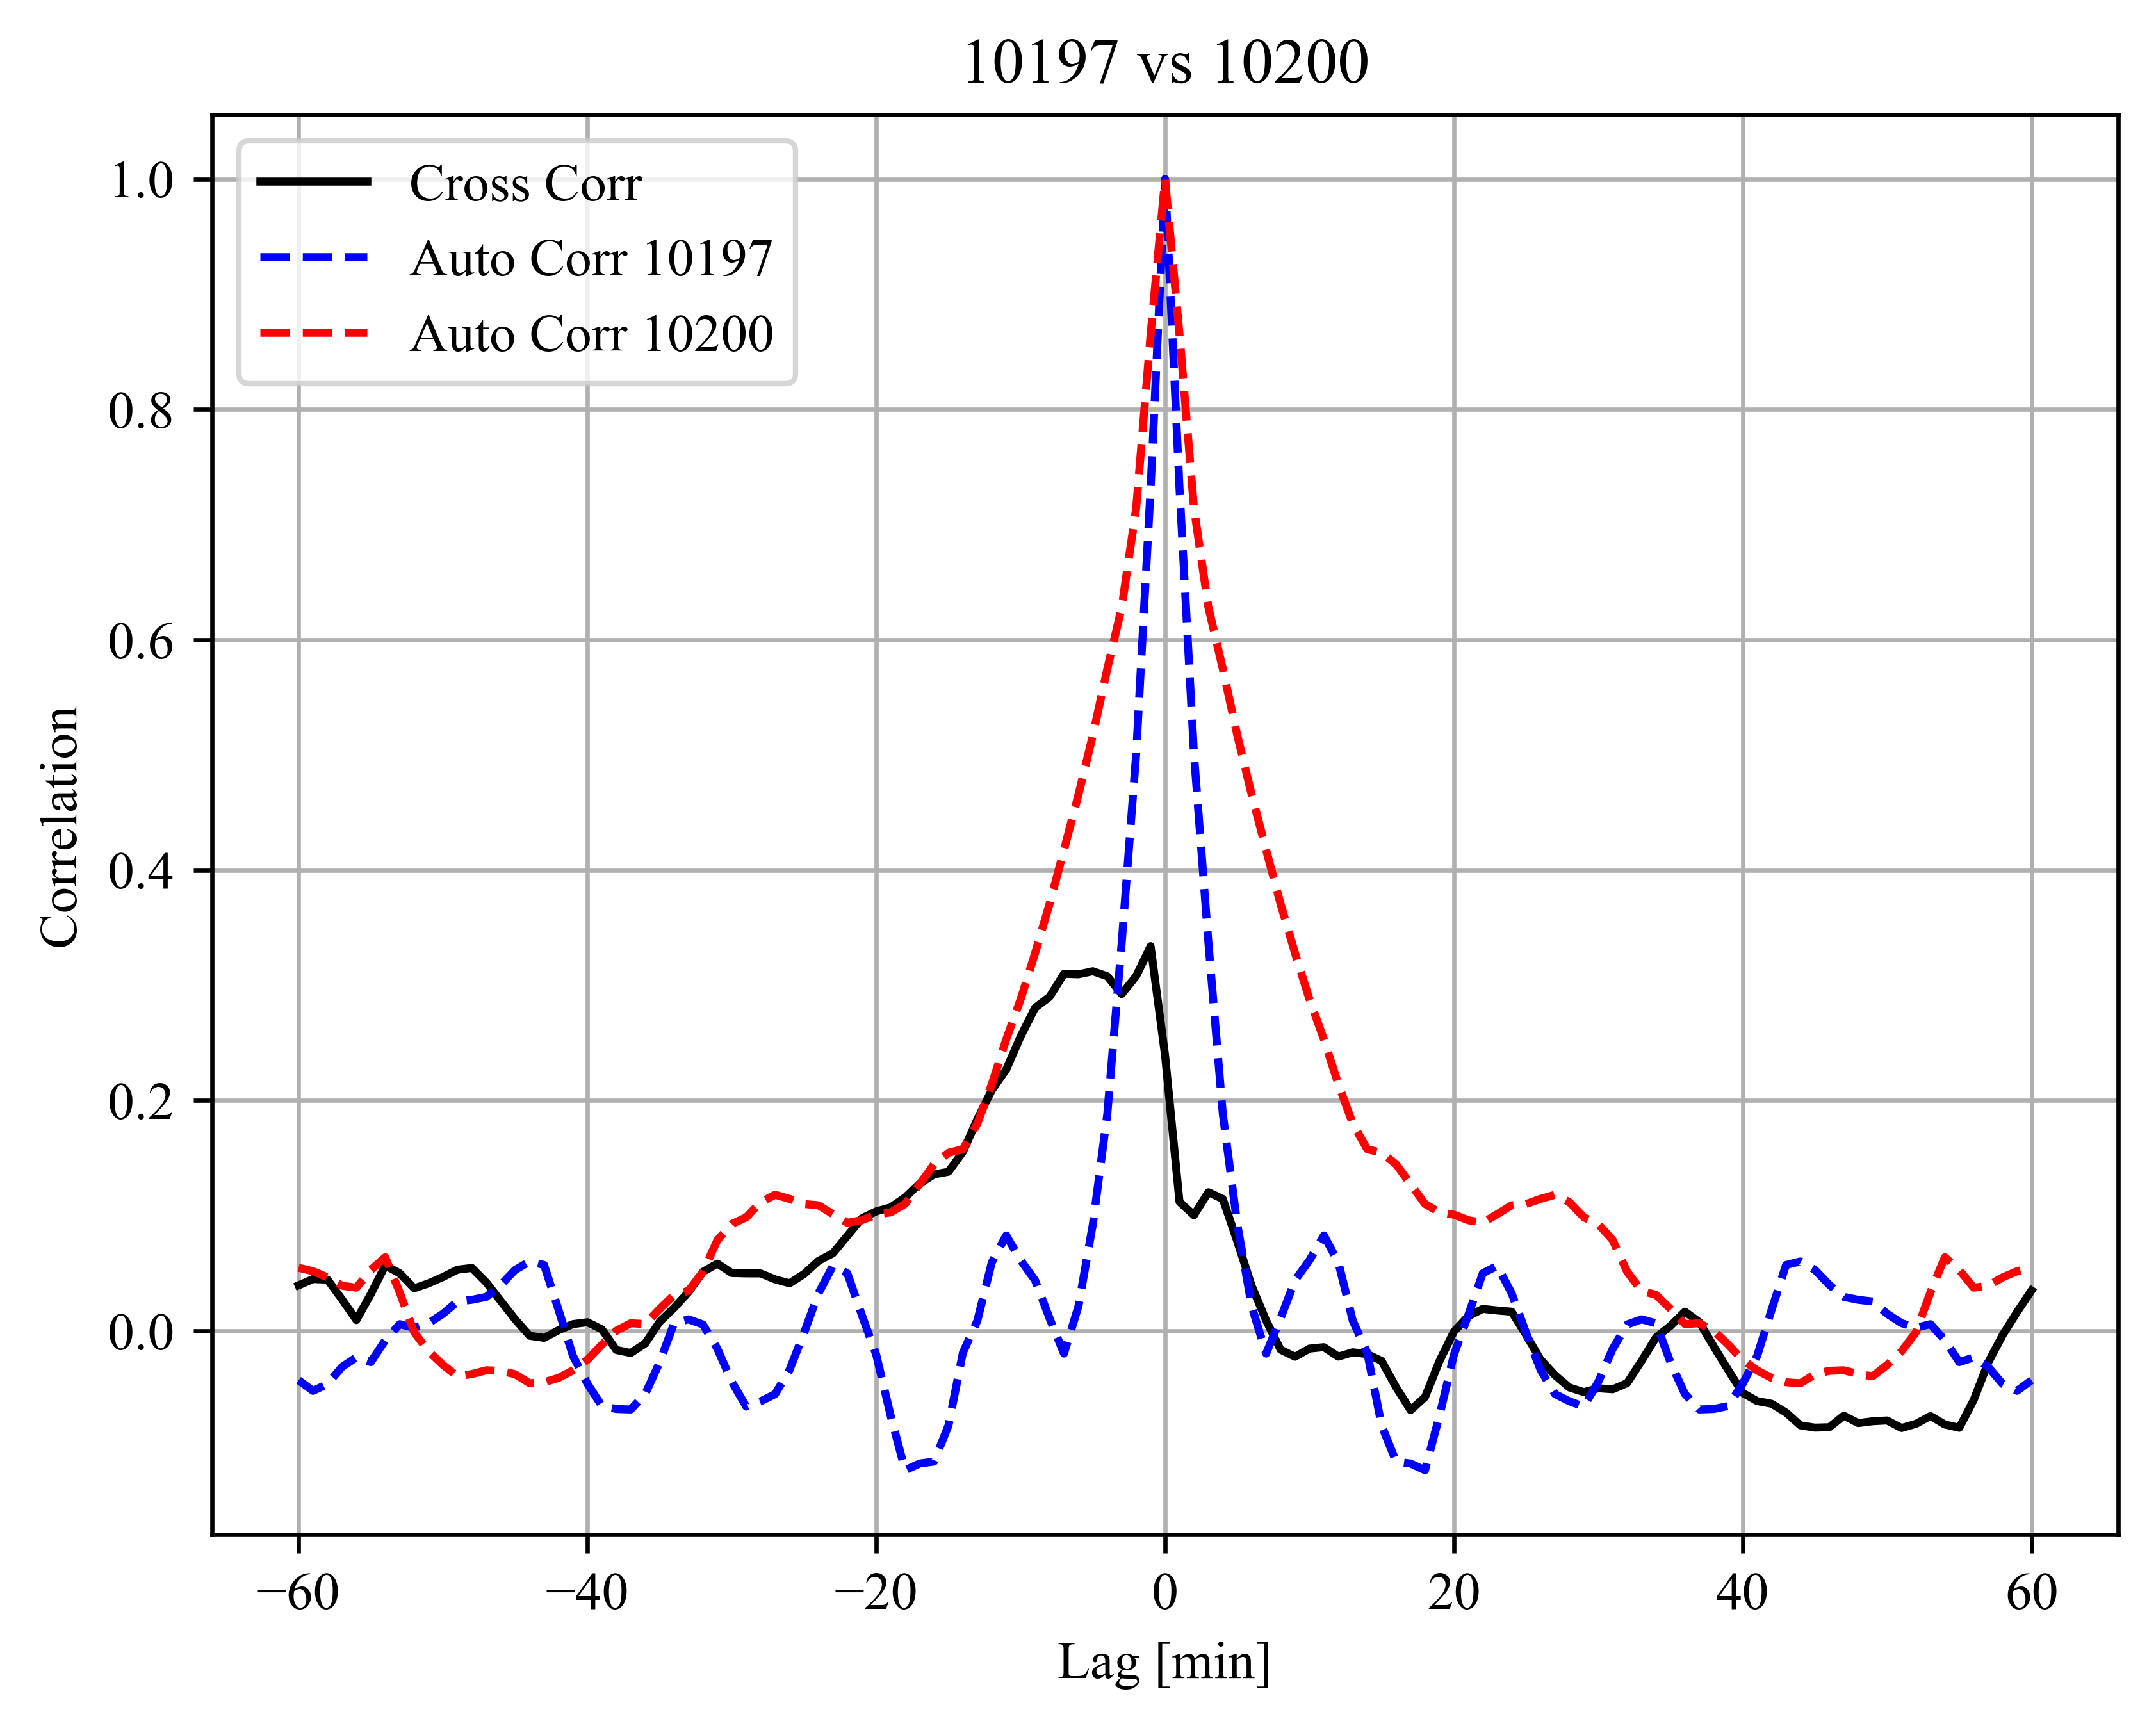 10197 vs 10200
Cross Corr
Auto Corr 10197
Auto Corr 10200
1.0
0.8
0.6
0.4
0.2
0.0
Correlation
−60
−40
−20
0
20
40
60
Lag [min]